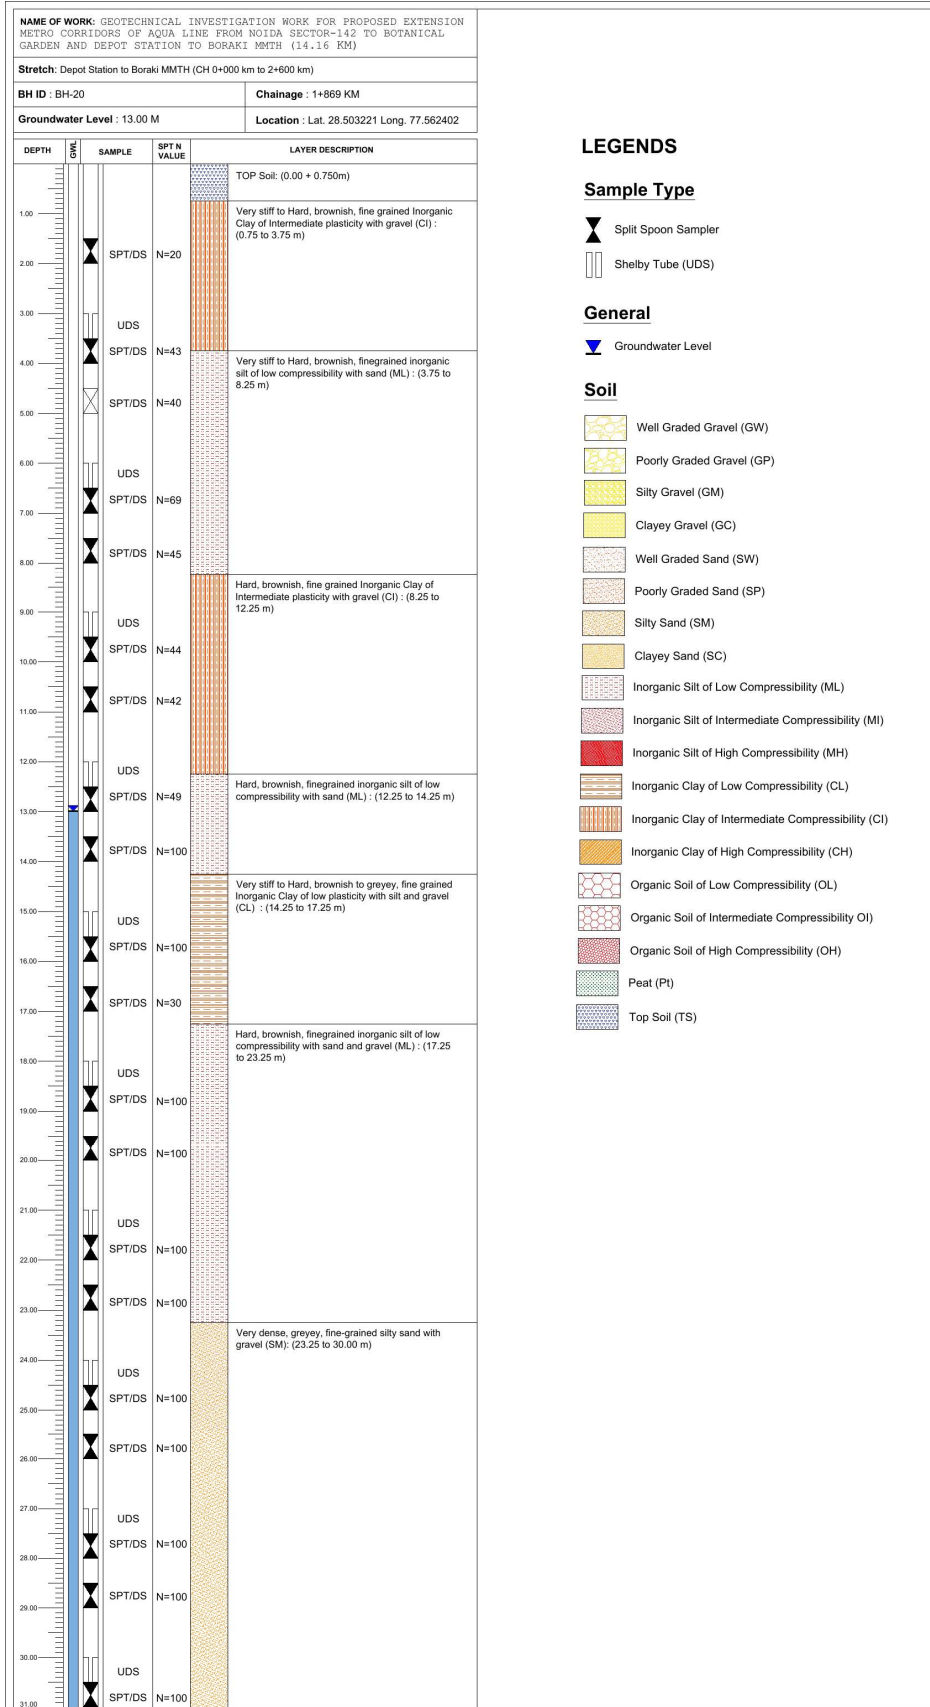 NAME OF WORK: GEOTECHNICAL INVESTIGATION WORK FOR PROPOSED EXTENSION
METRO CORRIDORS OF AQUA LINE FROM NOIDA SECTOR-142 TO BOTANICAL
GARDEN AND DEPOT STATION TO BORAKI MMTH (14.16 KM)
Stretch: Depot Station to Boraki MMTH (CH 0+000 km to 2+600 km)
BH ID : BH-20
Chainage : 1+869 KM
Groundwater Level : 13.00 M
Location : Lat. 28.503221 Long. 77.562402
DEPTH
GWL
SAMPLE
SPT N
VALUE
LAYER DESCRIPTION
TOP Soil: (0.00 + 0.750m)
Very stiff to Hard, brownish, fine grained Inorganic
Clay of Intermediate plasticity with gravel (CI) :
(0.75 to 3.75 m)
1.00
SPT/DS N=20
2.00
3.00
UDS
SPT/DS N=43
Very stiff to Hard, brownish, finegrained inorganic
silt of low compressibility with sand (ML) : (3.75 to
8.25 m)
4.00
SPT/DS N=40
5.00
6.00
UDS
SPT/DS N=69
7.00
SPT/DS N=45
8.00
Hard, brownish, fine grained Inorganic Clay of
Intermediate plasticity with gravel (CI) : (8.25 to
12.25 m)
9.00
UDS
SPT/DS N=44
10.00
SPT/DS N=42
11.00
12.00
UDS
Hard, brownish, finegrained inorganic silt of low
compressibility with sand (ML) : (12.25 to 14.25 m)
SPT/DS N=49
13.00
SPT/DS N=100
14.00
Very stiff to Hard, brownish to greyey, fine grained
Inorganic Clay of low plasticity with silt and gravel
(CL) : (14.25 to 17.25 m)
15.00
UDS
SPT/DS N=100
16.00
SPT/DS N=30
17.00
Hard, brownish, finegrained inorganic silt of low
compressibility with sand and gravel (ML) : (17.25
to 23.25 m)
18.00
UDS
SPT/DS N=100
19.00
SPT/DS N=100
20.00
21.00
UDS
SPT/DS N=100
22.00
SPT/DS N=100
23.00
Very dense, greyey, fine-grained silty sand with
gravel (SM): (23.25 to 30.00 m)
24.00
UDS
SPT/DS N=100
25.00
SPT/DS N=100
26.00
27.00
UDS
SPT/DS N=100
28.00
SPT/DS N=100
29.00
30.00
UDS
SPT/DS N=100
31.00
LEGENDS
Sample Type
Split Spoon Sampler
Shelby Tube (UDS)
General
Groundwater Level
Soil
Well Graded Gravel (GW)
Poorly Graded Gravel (GP)
Silty Gravel (GM)
Clayey Gravel (GC)
Well Graded Sand (SW)
Poorly Graded Sand (SP)
Silty Sand (SM)
Clayey Sand (SC)
Inorganic Silt of Low Compressibility (ML)
Inorganic Silt of Intermediate Compressibility (MI)
Inorganic Silt of High Compressibility (MH)
Inorganic Clay of Low Compressibility (CL)
Inorganic Clay of Intermediate Compressibility (CI)
Inorganic Clay of High Compressibility (CH)
Organic Soil of Low Compressibility (OL)
Organic Soil of Intermediate Compressibility OI)
Organic Soil of High Compressibility (OH)
Peat (Pt)
Top Soil (TS)